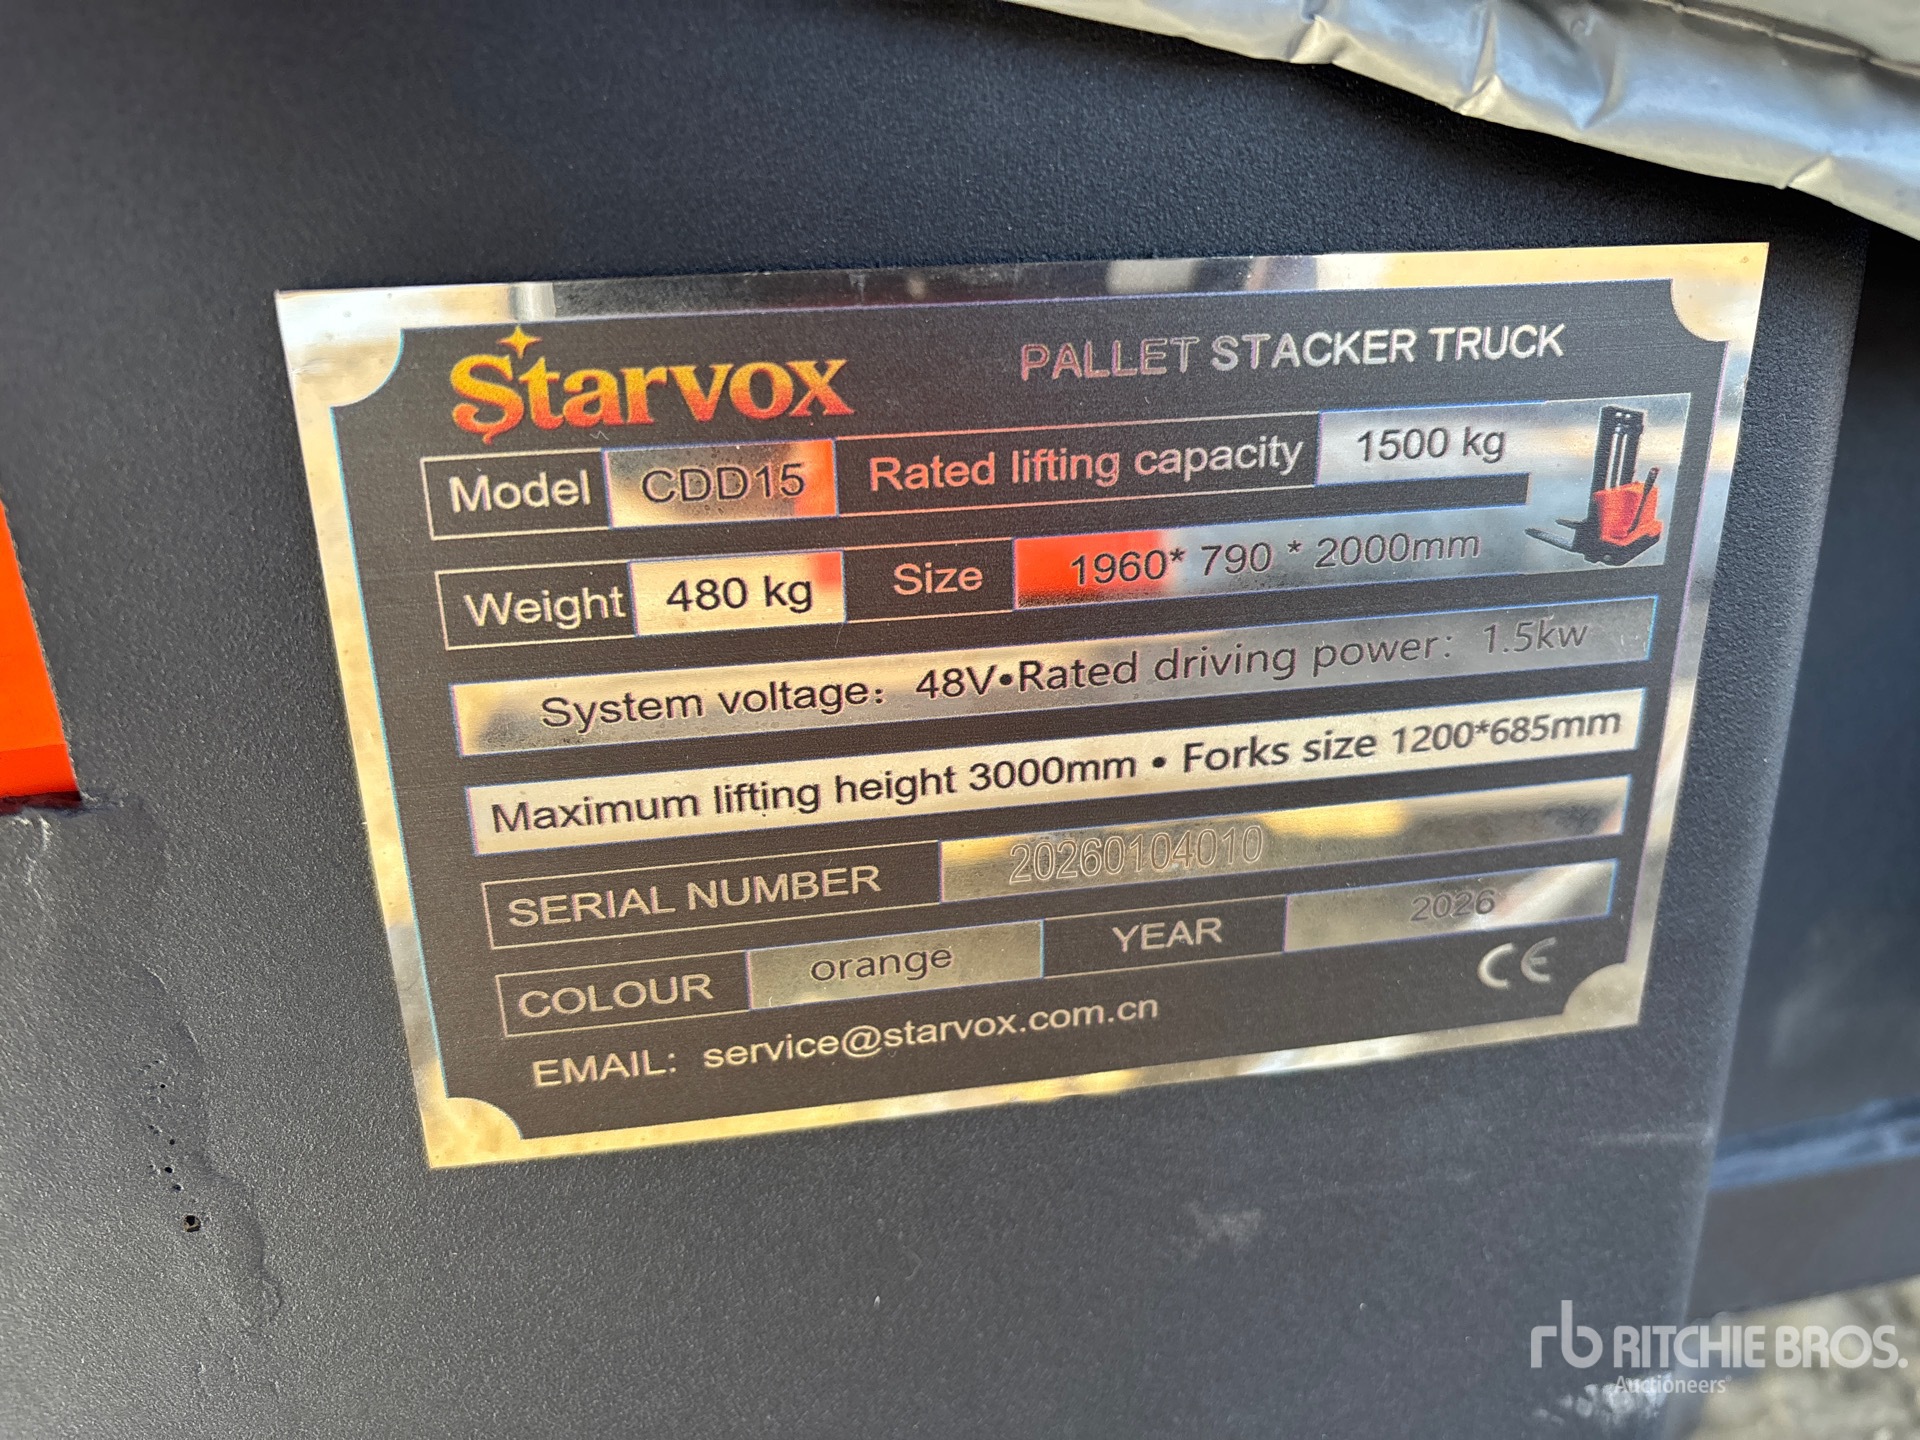 Starvox PALLET STACKER TRUCK
Model CDD15 Rated lifting capacity 1500 kg
Weight 480 kg Size 1960* 790 * 2000mm
System voltage: 48V•Rated driving power: 1.5kw
Maximum lifting height 3000mm • Forks size 1200*685mm
SERIAL NUMBER 20260104010
COLOUR orange YEAR 2026
EMAIL: service@starvox.com.cn CE
rb RITCHIE BROS.
Auctioneers